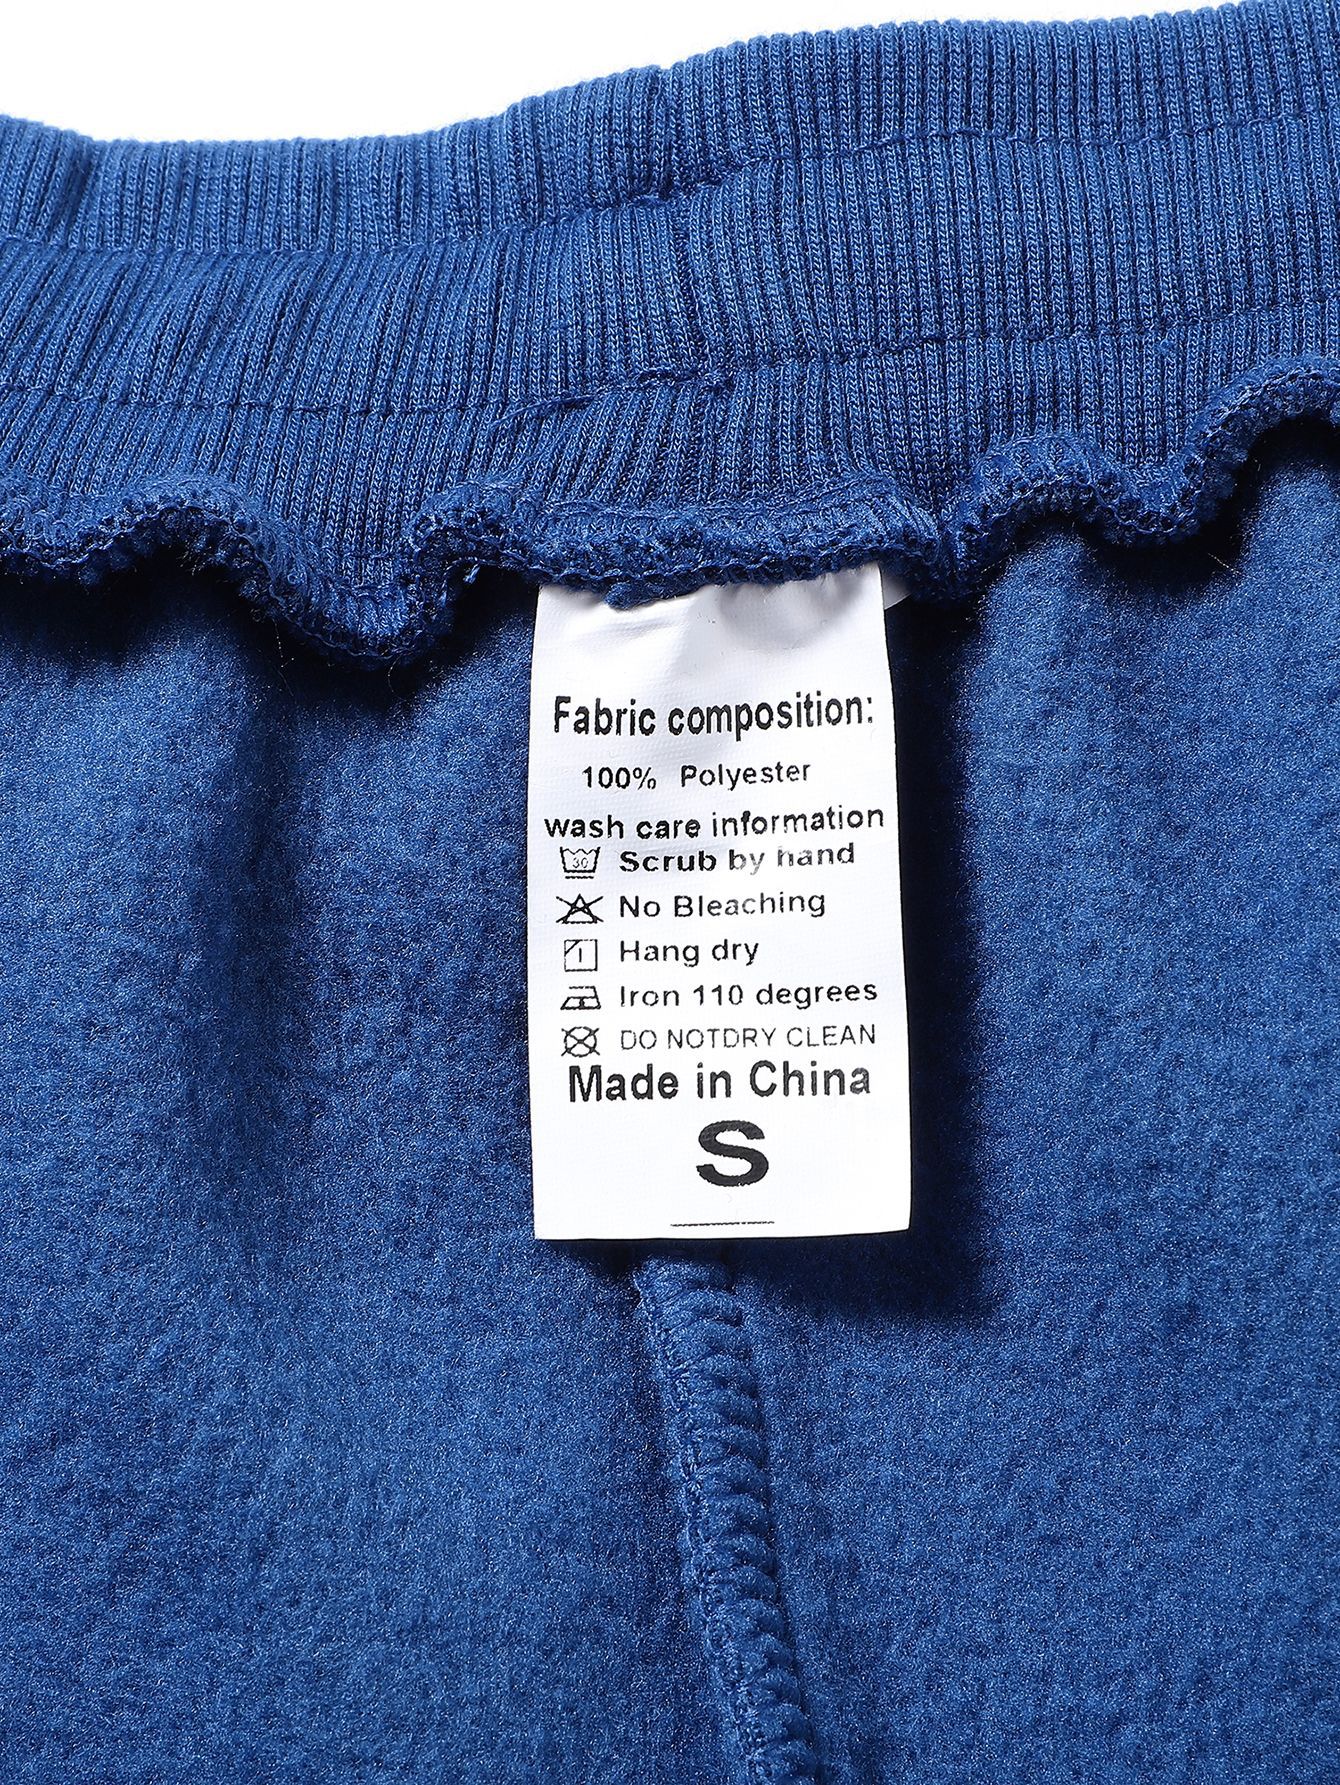 Fabric composition:
100% Polyester
wash care information
30 Scrub by hand
No Bleaching
Hang dry
Iron 110 degrees
DO NOTDRY CLEAN
Made in China
S